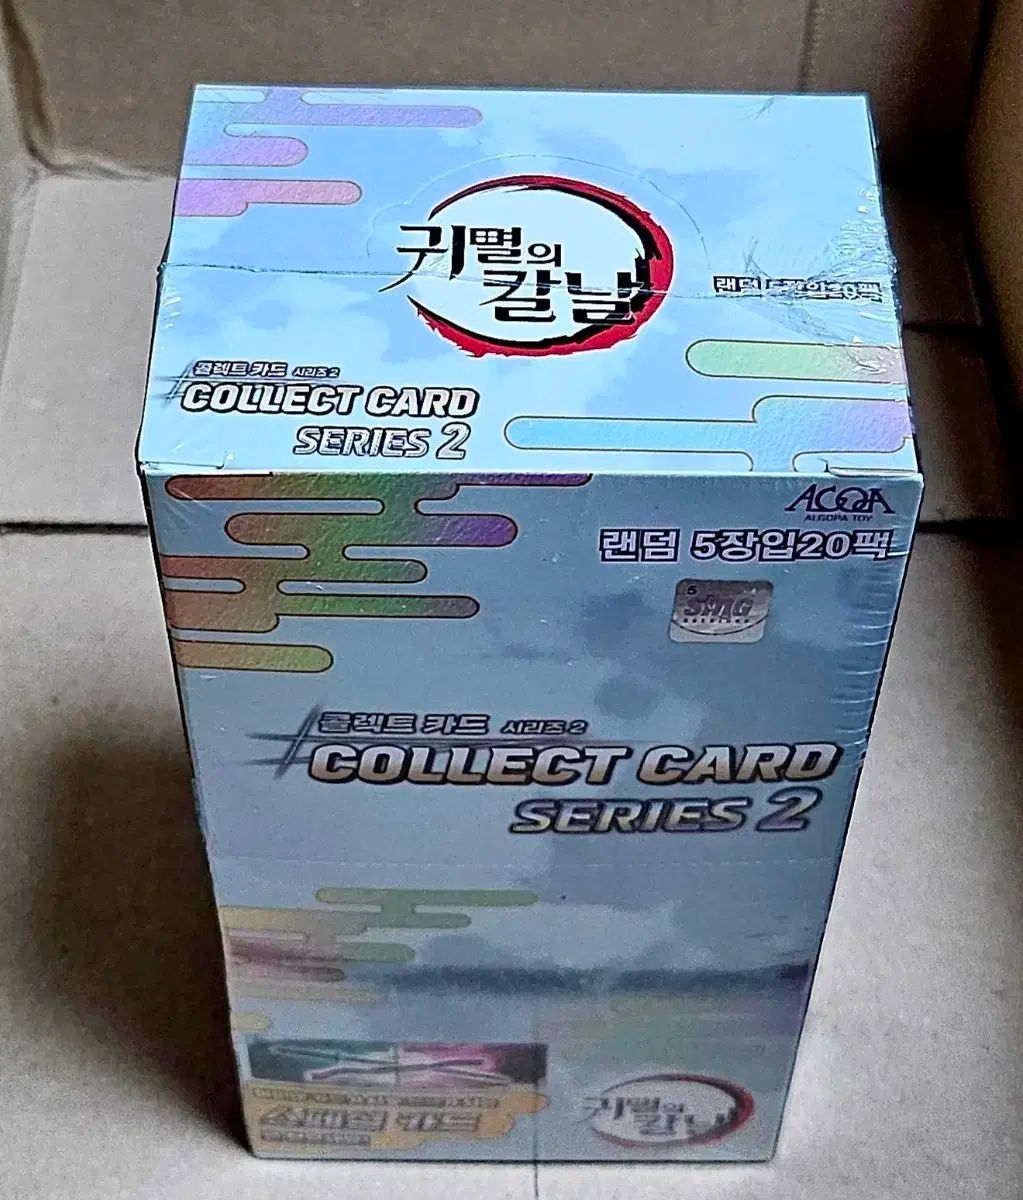 귀멸의
칼날
랜덤 5장입20팩
콜렉트 카드 시리즈 2
COLLECT CARD
SERIES 2
ACOA
ALGOPA TOY
랜덤 5장입20팩
SMG
콜렉트 카드 시리즈 2
COLLECT CARD
SERIES 2
스페셜 카드
귀멸의
칼날